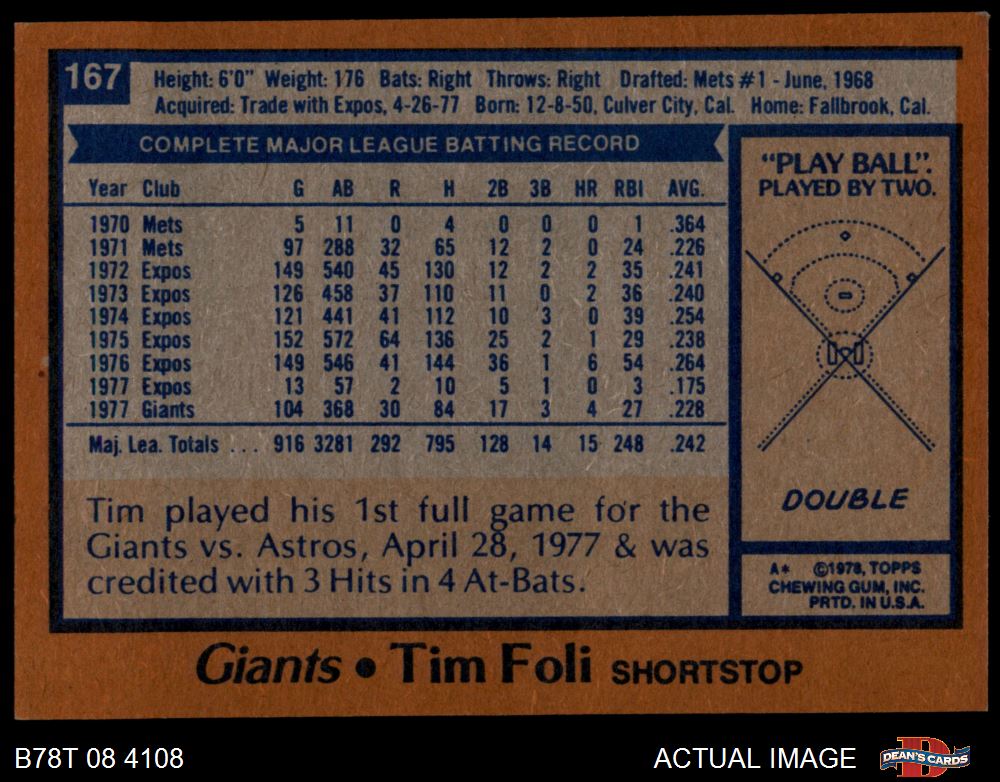 167
Height: 6'0" Weight: 176 Bats: Right Throws: Right Drafted: Mets #1 - June, 1968
Acquired: Trade with Expos, 4-26-77 Born: 12-8-50, Culver City, Cal. Home: Fallbrook, Cal.
COMPLETE MAJOR LEAGUE BATTING RECORD
Year Club G AB R H 2B 3B HR RBI AVG.
1970 Mets 5 11 0 4 0 0 0 1 .364
1971 Mets 97 288 32 65 12 2 0 24 .226
1972 Expos 149 540 45 130 12 2 2 35 .241
1973 Expos 126 458 37 110 11 0 2 36 .240
1974 Expos 121 441 41 112 10 3 0 39 .254
1975 Expos 152 572 64 136 25 2 1 29 .238
1976 Expos 149 546 41 144 36 1 6 54 .264
1977 Expos 13 57 2 10 5 1 0 3 .175
1977 Giants 104 368 30 84 17 3 4 27 .228
Maj. Lea. Totals ... 916 3281 292 795 128 14 15 248 .242
Tim played his 1st full game for the
Giants vs. Astros, April 28, 1977 & was
credited with 3 Hits in 4 At-Bats.
"PLAY BALL".
PLAYED BY TWO.
DOUBLE
A* ©1978, TOPPS
CHEWING GUM, INC.
PRTD. IN U.S.A.
Giants • Tim Foli SHORTSTOP
B78T 08 4108
ACTUAL IMAGE
D
DEAN'S CARDS